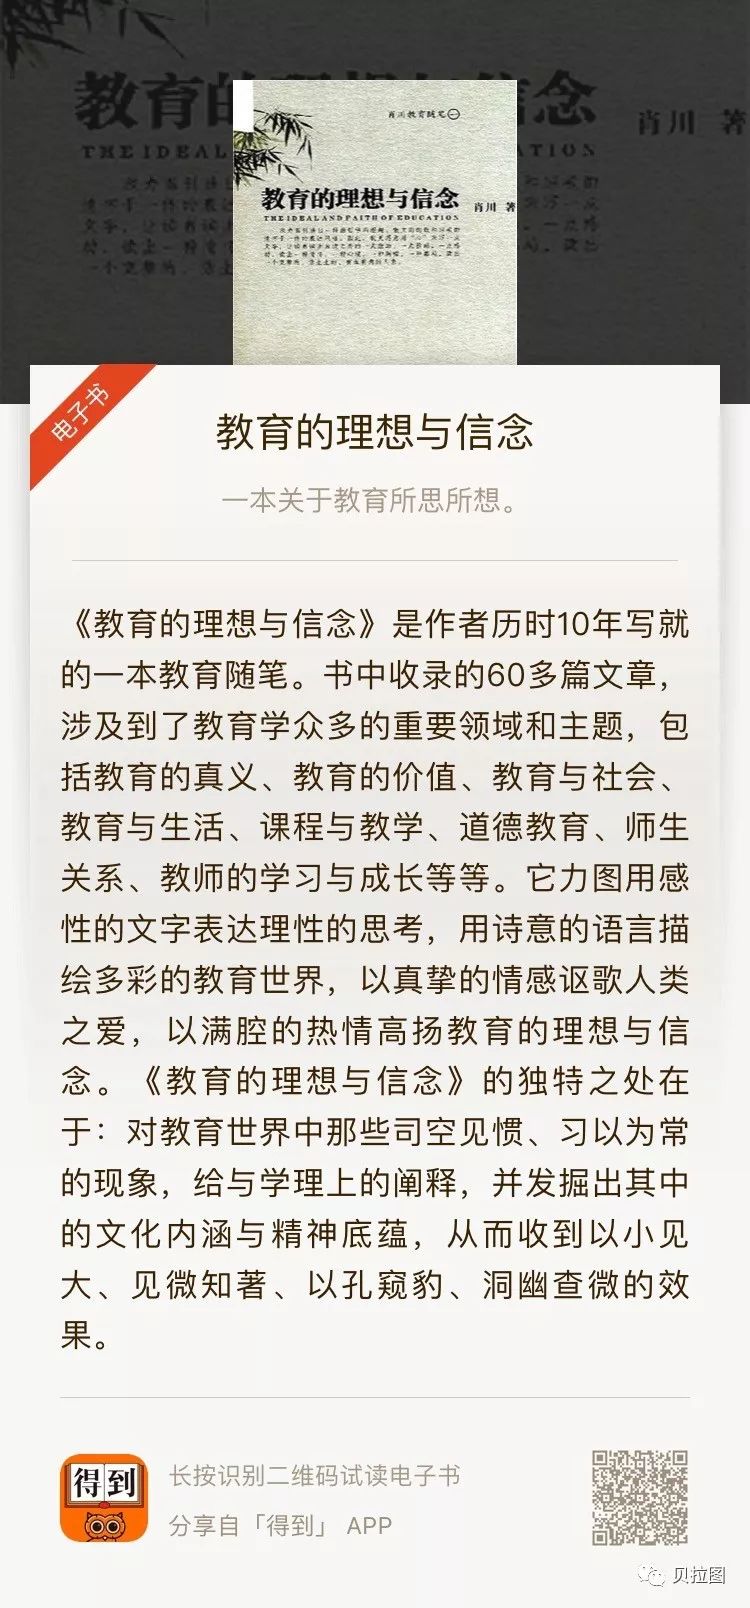 教育的理想与信念
肖川 著
肖川教育随笔㊀
教育的理想与信念
肖川 著
THE IDEAL AND FAITH OF EDUCATION
电子书
教育的理想与信念
一本关于教育所思所想。
《教育的理想与信念》是作者历时10年写就
的一本教育随笔。书中收录的60多篇文章，
涉及到了教育学众多的重要领域和主题，包
括教育的真义、教育的价值、教育与社会、
教育与生活、课程与教学、道德教育、师生
关系、教师的学习与成长等等。它力图用感
性的文字表达理性的思考，用诗意的语言描
绘多彩的教育世界，以真挚的情感讴歌人类
之爱，以满腔的热情高扬教育的理想与信
念。《教育的理想与信念》的独特之处在
于：对教育世界中那些司空见惯、习以为常
的现象，给与学理上的阐释，并发掘出其中
的文化内涵与精神底蕴，从而收到以小见
大、见微知著、以孔窥豹、洞幽查微的效
果。
得到
长按识别二维码试读电子书
分享自「得到」 APP
贝拉图